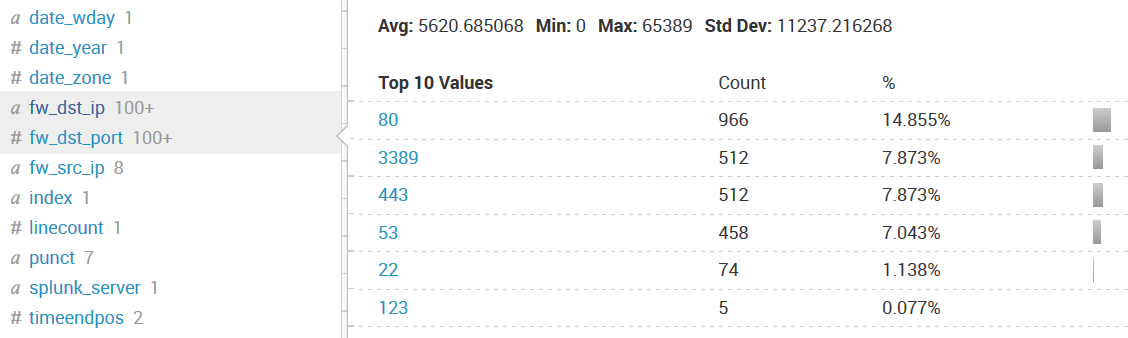 a date_wday 1
# date_year 1
# date_zone 1
a fw_dst_ip 100+
# fw_dst_port 100+
a fw_src_ip 8
a index 1
# linecount 1
a punct 7
a splunk_server 1
# timeendpos 2
Avg: 5620.685068 Min: 0 Max: 65389 Std Dev: 11237.216268
Top 10 Values Count %
80 966 14.855%
3389 512 7.873%
443 512 7.873%
53 458 7.043%
22 74 1.138%
123 5 0.077%